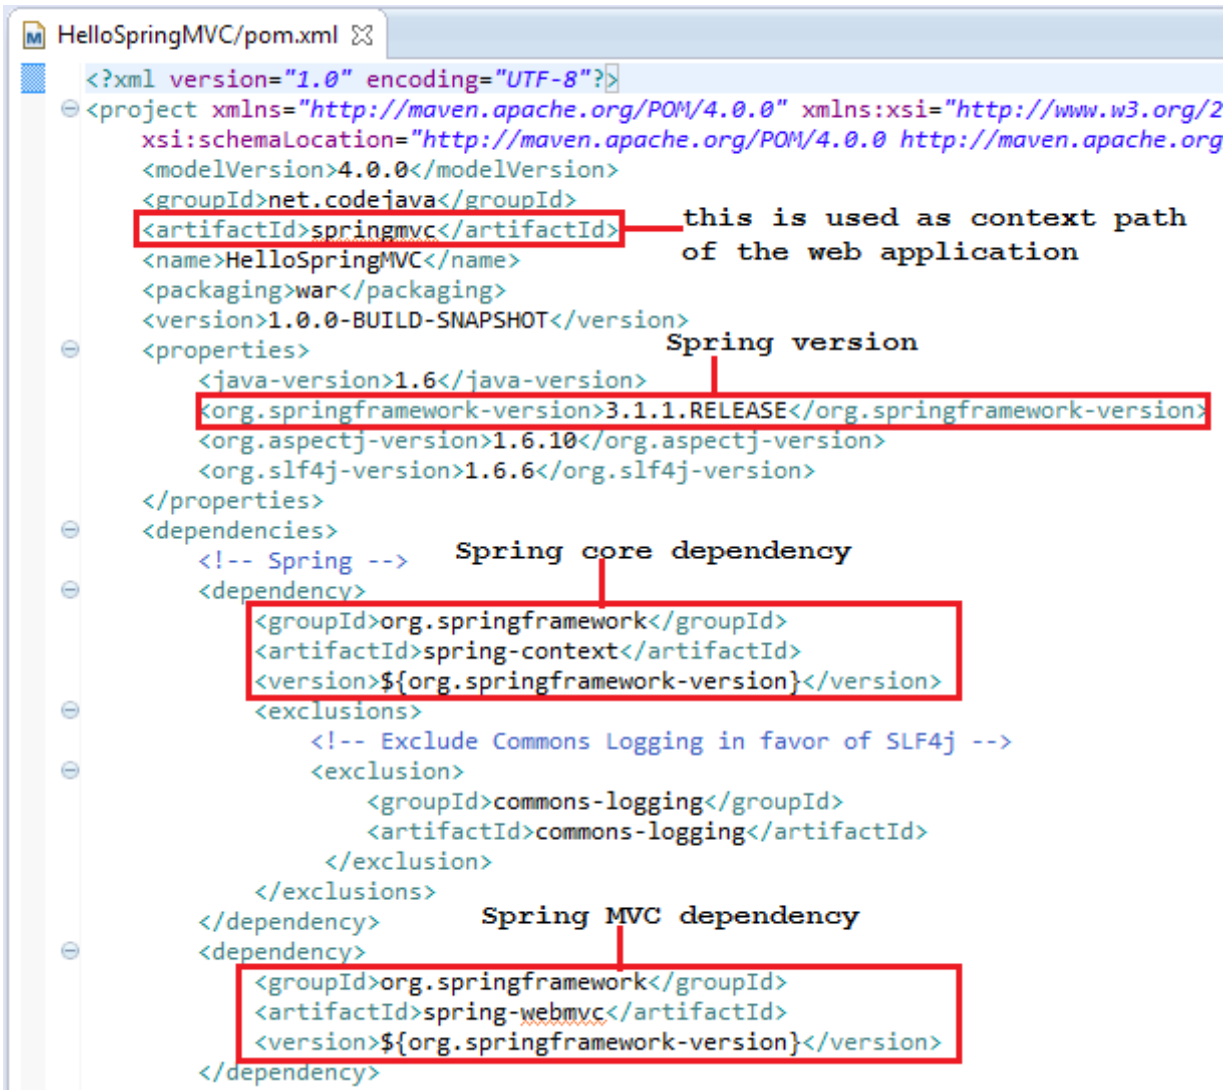 HelloSpringMVC/pom.xml
<?xml version="1.0" encoding="UTF-8"?>
<project xmlns="http://maven.apache.org/POM/4.0.0" xmlns:xsi="http://www.w3.org/2
xsi:schemaLocation="http://maven.apache.org/POM/4.0.0 http://maven.apache.org
<modelVersion>4.0.0</modelVersion>
<groupId>net.codejava</groupId>
<artifactId>springmvc</artifactId>
this is used as context path
of the web application
<name>HelloSpringMVC</name>
<packaging>war</packaging>
<version>1.0.0-BUILD-SNAPSHOT</version>
Spring version
<properties>
<java-version>1.6</java-version>
<org.springframework-version>3.1.1.RELEASE</org.springframework-version>
<org.aspectj-version>1.6.10</org.aspectj-version>
<org.slf4j-version>1.6.6</org.slf4j-version>
</properties>
<dependencies>
Spring core dependency
<!-- Spring -->
<dependency>
<groupId>org.springframework</groupId>
<artifactId>spring-context</artifactId>
<version>${org.springframework-version}</version>
<exclusions>
<!-- Exclude Commons Logging in favor of SLF4j -->
<exclusion>
<groupId>commons-logging</groupId>
<artifactId>commons-logging</artifactId>
</exclusion>
</exclusions>
</dependency>
Spring MVC dependency
<dependency>
<groupId>org.springframework</groupId>
<artifactId>spring-webmvc</artifactId>
<version>${org.springframework-version}</version>
</dependency>